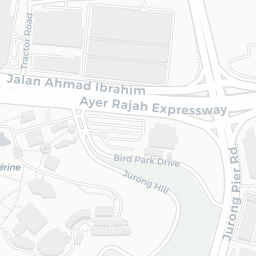 Tractor Road
Jalan Ahmad Ibrahim
Ayer Rajah Expressway
Bird Park Drive
Jurong Hill
Jurong Pier Rd.